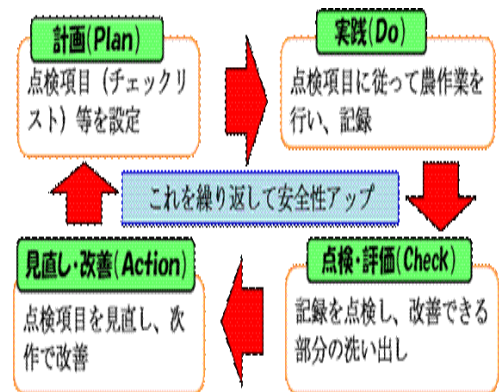 計画(Plan)
点検項目（チェックリ
スト）等を設定
実践(Do)
点検項目に従って農作業を
行い、記録
これを繰り返して安全性アップ
見直し・改善(Action)
点検項目を見直し、次
作で改善
点検・評価(Check)
記録を点検し、改善できる
部分の洗い出し